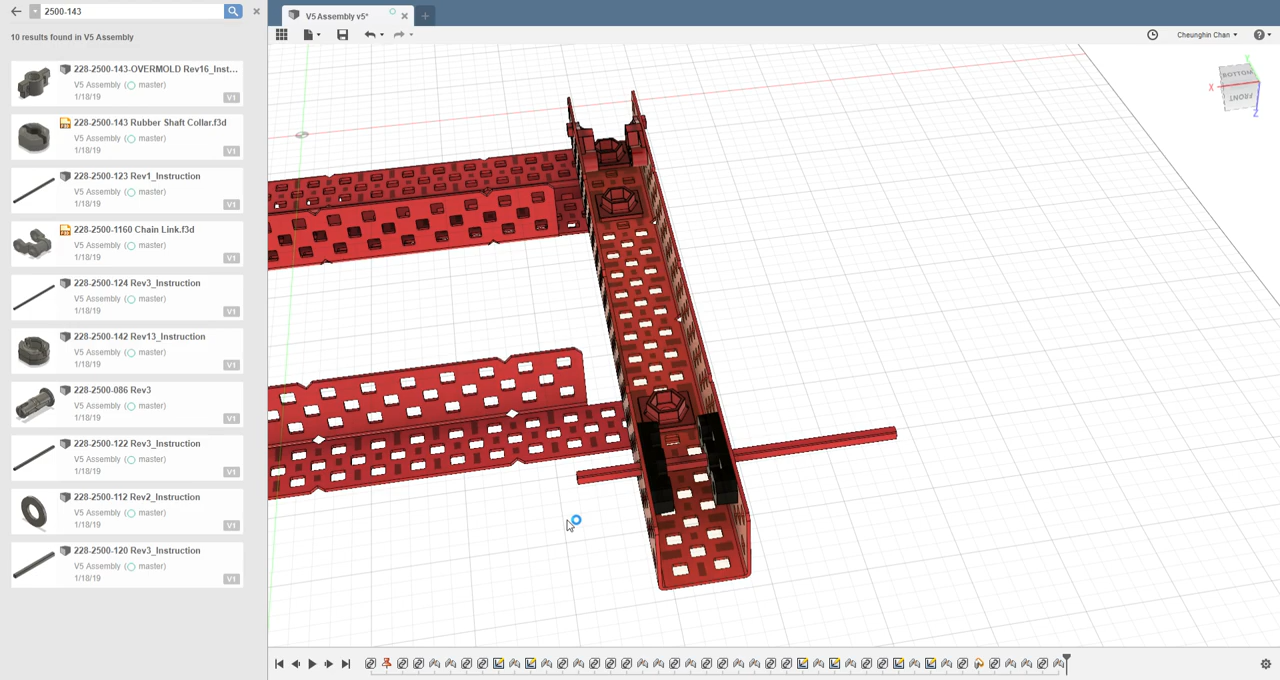 2500-143
10 results found in V5 Assembly
228-2500-143-OVERMOLD Rev16_Inst...
V5 Assembly (master)
1/18/19
V1
228-2500-143 Rubber Shaft Collar.f3d
V5 Assembly (master)
1/18/19
V1
228-2500-123 Rev1_Instruction
V5 Assembly (master)
1/18/19
V1
228-2500-1160 Chain Link.f3d
V5 Assembly (master)
1/18/19
V1
228-2500-124 Rev3_Instruction
V5 Assembly (master)
1/18/19
V1
228-2500-142 Rev13_Instruction
V5 Assembly (master)
1/18/19
V1
228-2500-086 Rev3
V5 Assembly (master)
1/18/19
V1
228-2500-122 Rev3_Instruction
V5 Assembly (master)
1/18/19
V1
228-2500-112 Rev2_Instruction
V5 Assembly (master)
1/18/19
V1
228-2500-120 Rev3_Instruction
V5 Assembly (master)
1/18/19
V1
V5 Assembly v5*
Cheunghin Chan
Y
BOTTOM
X
FRONT
Z